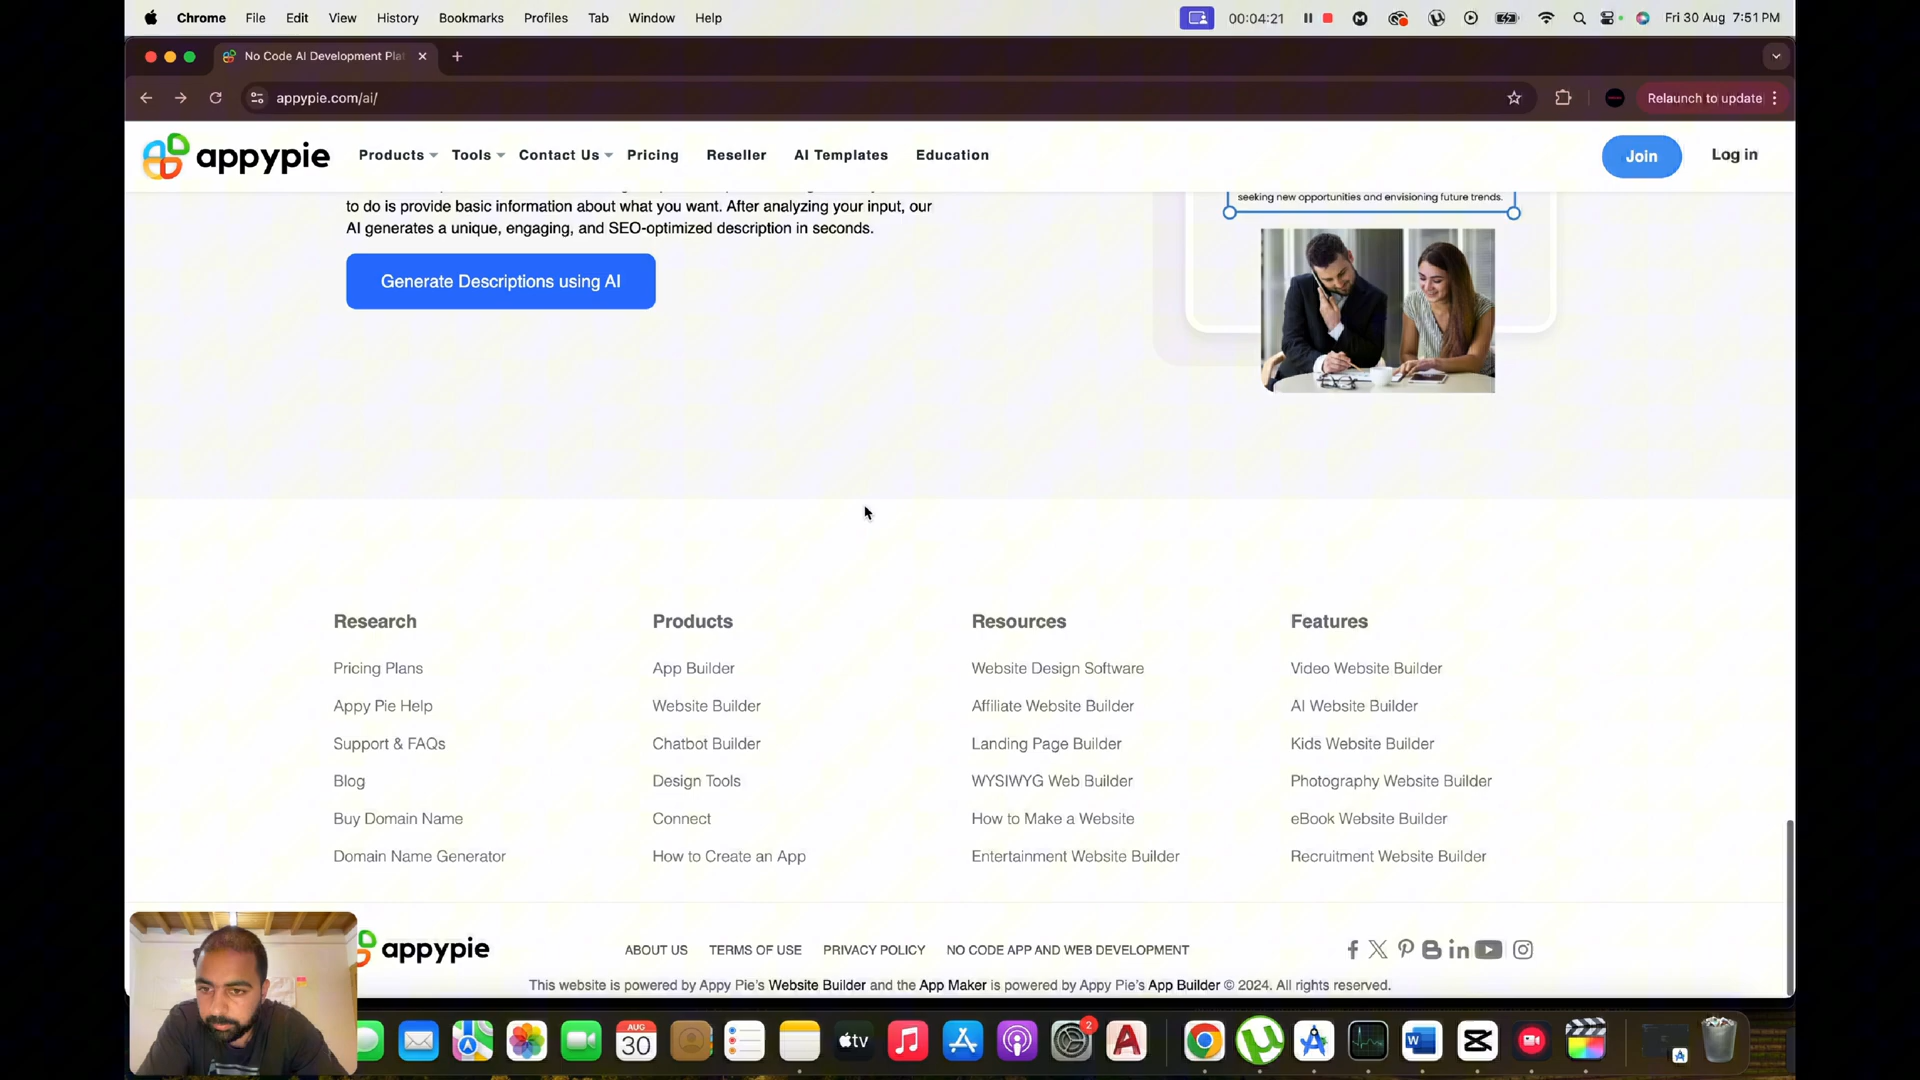 Chrome File Edit View History Bookmarks Profiles Tab Window Help 00:04:21 Fri 30 Aug 7:51 PM
No Code AI Development Plat
appypie.com/ai/ Relaunch to update
appypie Products Tools Contact Us Pricing Reseller AI Templates Education Join Log in
to do is provide basic information about what you want. After analyzing your input, our
AI generates a unique, engaging, and SEO-optimized description in seconds.
Generate Descriptions using AI
seeking new opportunities and envisioning future trends.
Research Products Resources Features
Pricing Plans App Builder Website Design Software Video Website Builder
Appy Pie Help Website Builder Affiliate Website Builder AI Website Builder
Support & FAQs Chatbot Builder Landing Page Builder Kids Website Builder
Blog Design Tools WYSIWYG Web Builder Photography Website Builder
Buy Domain Name Connect How to Make a Website eBook Website Builder
Domain Name Generator How to Create an App Entertainment Website Builder Recruitment Website Builder
appypie ABOUT US TERMS OF USE PRIVACY POLICY NO CODE APP AND WEB DEVELOPMENT
This website is powered by Appy Pie's Website Builder and the App Maker is powered by Appy Pie's App Builder © 2024. All rights reserved.
AUG
30
tv
2